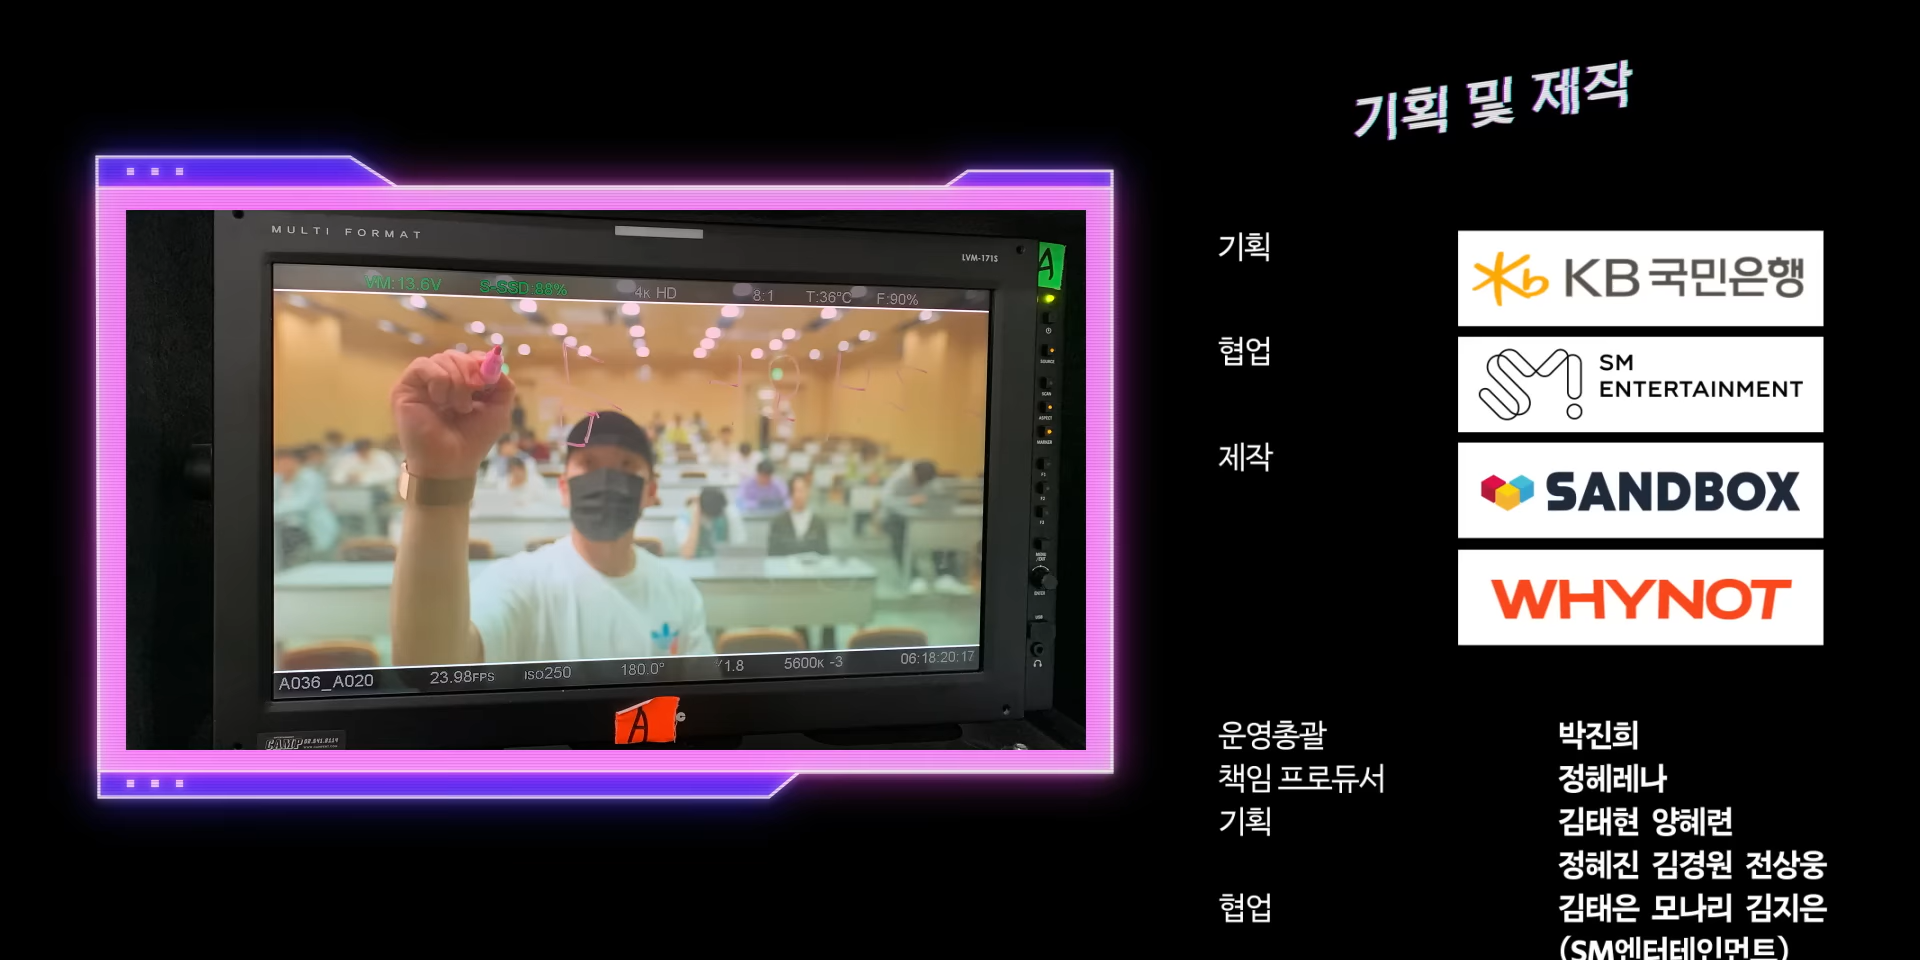 기획 및 제작
MULTI FORMAT
LVM-171S
A
VM:13.6V S-SSD:88% 4K HD 8:1 T:36°C F:90%
A036_A020 23.98FPS ISO250 180.0° 1.8 5600K -3 06:18:20:17
A
CAMP
기획
KB국민은행
협업
SM
ENTERTAINMENT
제작
SANDBOX
WHYNOT
운영총괄 박진희
책임 프로듀서 정혜레나
기획 김태현 양혜련
정혜진 김경원 전상웅
협업 김태은 모나리 김지은
(SM엔터테인먼트)